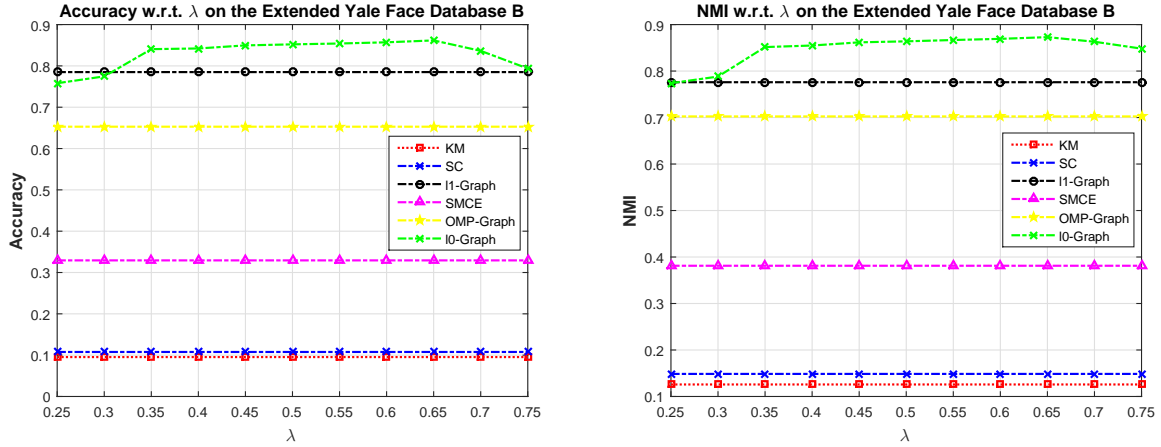 Accuracy w.r.t. λ on the Extended Yale Face Database B
0.9
0.8
0.7
0.6
0.5
0.4
0.3
0.2
0.1
0
Accuracy
KM
SC
l1-Graph
SMCE
OMP-Graph
l0-Graph
0.25 0.3 0.35 0.4 0.45 0.5 0.55 0.6 0.65 0.7 0.75
λ
NMI w.r.t. λ on the Extended Yale Face Database B
0.9
0.8
0.7
0.6
0.5
0.4
0.3
0.2
0.1
NMI
KM
SC
l1-Graph
SMCE
OMP-Graph
l0-Graph
0.25 0.3 0.35 0.4 0.45 0.5 0.55 0.6 0.65 0.7 0.75
λ